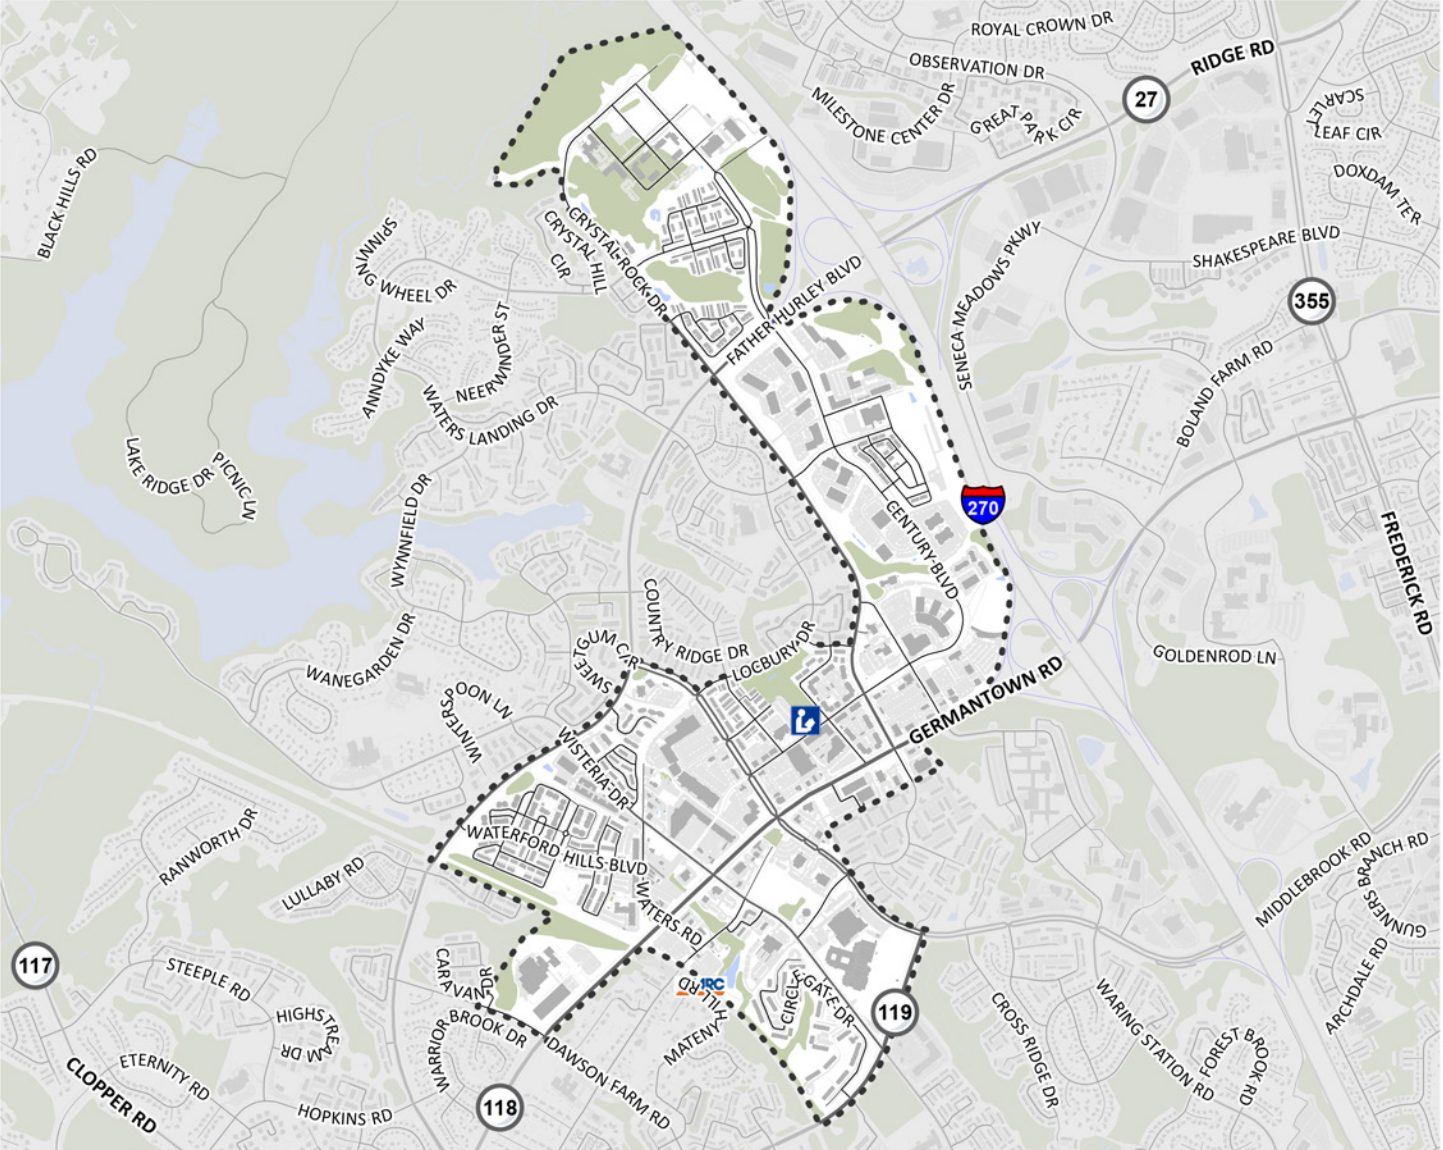 ROYAL CROWN DR
OBSERVATION DR
RIDGE RD
27
MILESTONE CENTER DR
GREAT PARK CIR
SCARLET LEAF CIR
DOXDAM TER
BLACK HILLS RD
SPINNING WHEEL DR
CRYSTAL ROCK DR
CRYSTAL HILL CIR
FATHER HURLEY BLVD
SENECA MEADOWS PKWY
SHAKESPEARE BLVD
355
ANNDYKE WAY
NEERWINDER ST
WATERS LANDING DR
BOLAND FARM RD
LAKE RIDGE DR
PICNIC LN
WYNNFIELD DR
CENTURY BLVD
270
FREDERICK RD
COUNTRY RIDGE DR
LOCBURY DR
SWEETGUM CIR
WANEGARDEN DR
WINTERSPOON LN
GOLDENROD LN
GERMANTOWN RD
WISTERIA DR
RANWORTH DR
LULLABY RD
WATERFORD HILLS BLVD
WATERS RD
MIDDLEBROOK RD
GUNNERS BRANCH RD
ARCHDALE RD
117
STEEPLE RD
CARAVAN DR
HIGHSTREAM DR
BROOK DR
WARRIOR
MATENY HILL RD
MARC
CIRCLE GATE DR
119
CROSS RIDGE DR
WARING STATION RD
FOREST BROOK RD
CLOPPER RD
ETERNITY RD
HOPKINS RD
118
DAWSON FARM RD